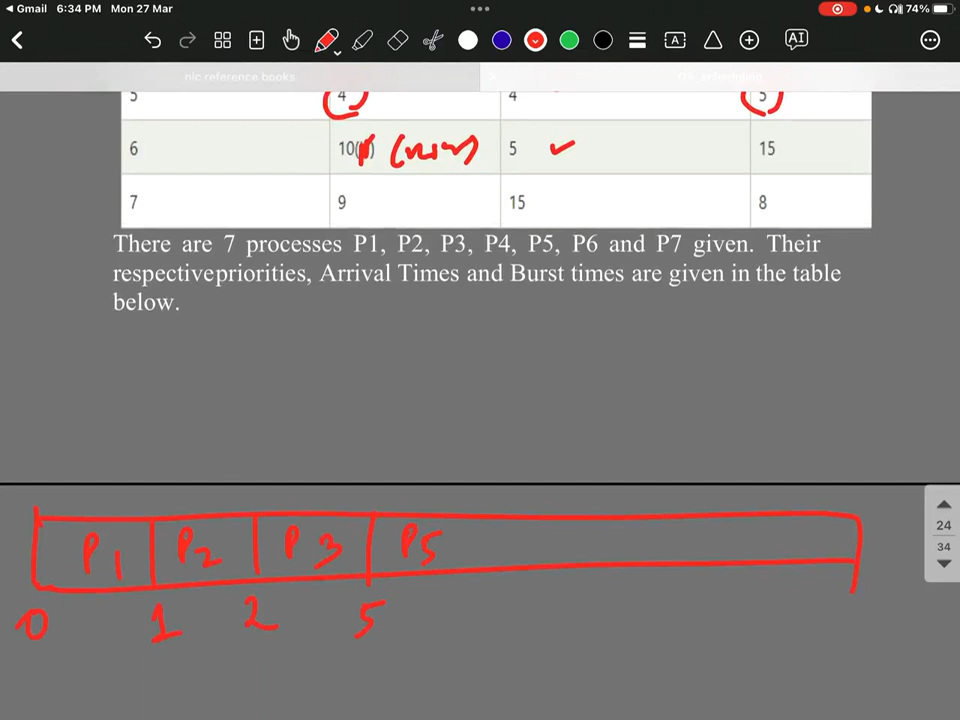 Gmail 6:34 PM Mon 27 Mar 74%
A AI
nic reference books
5 4 4 5
6 10( 5 15
7 9 15 8
There are 7 processes P1, P2, P3, P4, P5, P6 and P7 given. Their
respectivepriorities, Arrival Times and Burst times are given in the table
below.
24
34
P1 P2 P3 P5
0 1 2 5